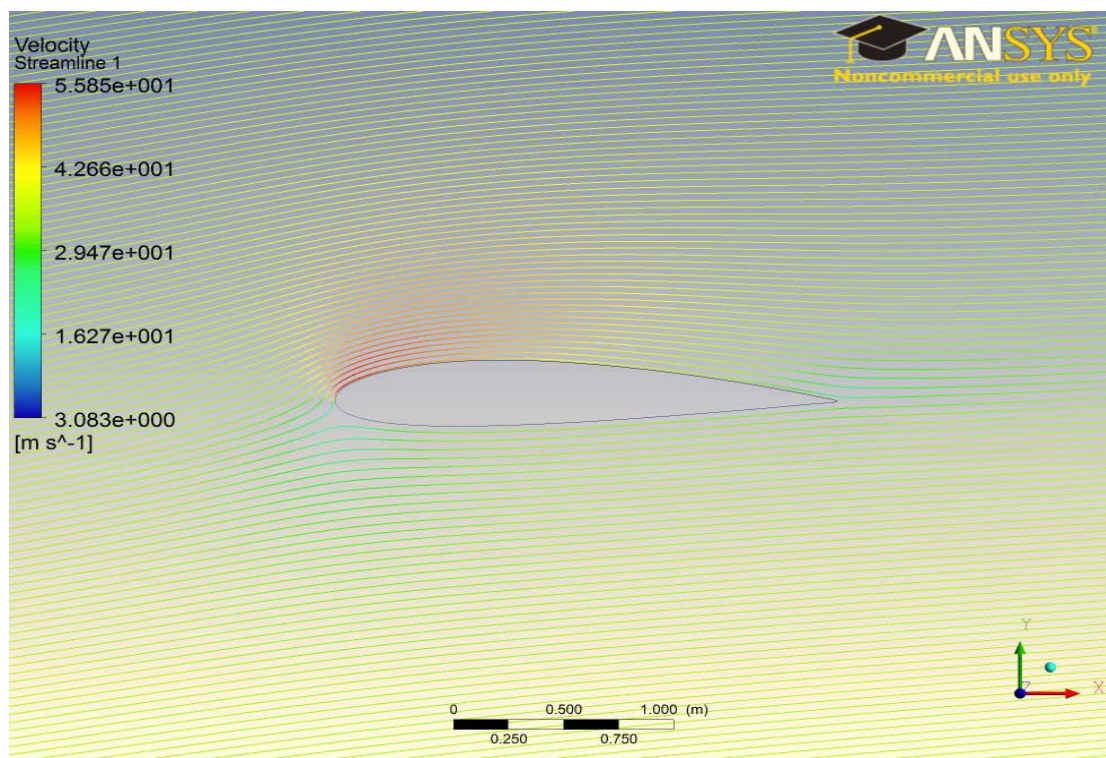 Velocity
Streamline 1
5.585e+001
4.266e+001
2.947e+001
1.627e+001
3.083e+000
[m s^-1]
ANSYS
Noncommercial use only
Y
X
Z
0 0.500 1.000 (m)
0.250 0.750